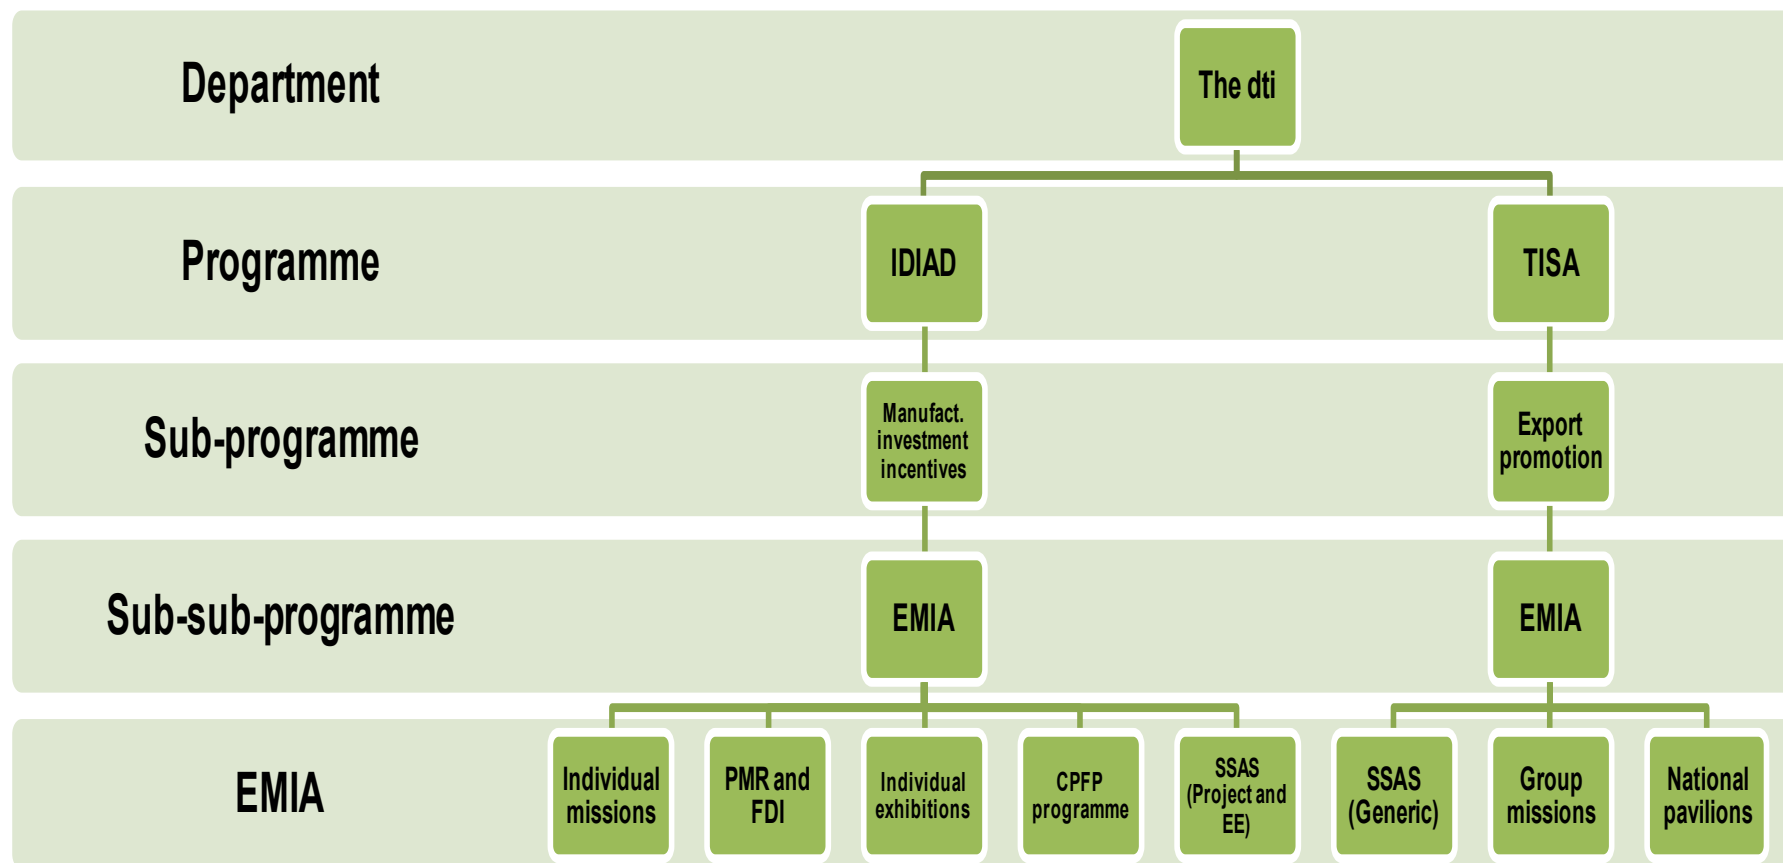 Department
The dti
Programme
IDIAD
TISA
Sub-programme
Manufact.
investment
incentives
Export
promotion
Sub-sub-programme
EMIA
EMIA
EMIA
Individual
missions
PMR and
FDI
Individual
exhibitions
CPFP
programme
SSAS
(Project and
EE)
SSAS
(Generic)
Group
missions
National
pavilions